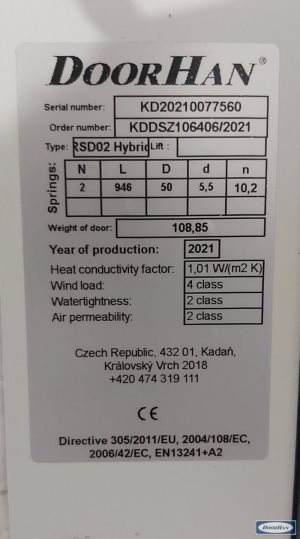 DOORHAN®
Serial number: KD20210077560
Order number: KDDSZ106406/2021
Type: RSD02 Hybrid Lift :
Springs: N L D d n
2 946 50 5,5 10,2
Weight of door: 108,85
Year of production: 2021
Heat conductivity factor: 1,01 W/(m2 K)
Wind load: 4 class
Watertightness: 2 class
Air permeability: 2 class
Czech Republic, 432 01, Kadaň,
Královský Vrch 2018
+420 474 319 111
CE
Directive 305/2011/EU, 2004/108/EC,
2006/42/EC, EN13241+A2
DOORHAN